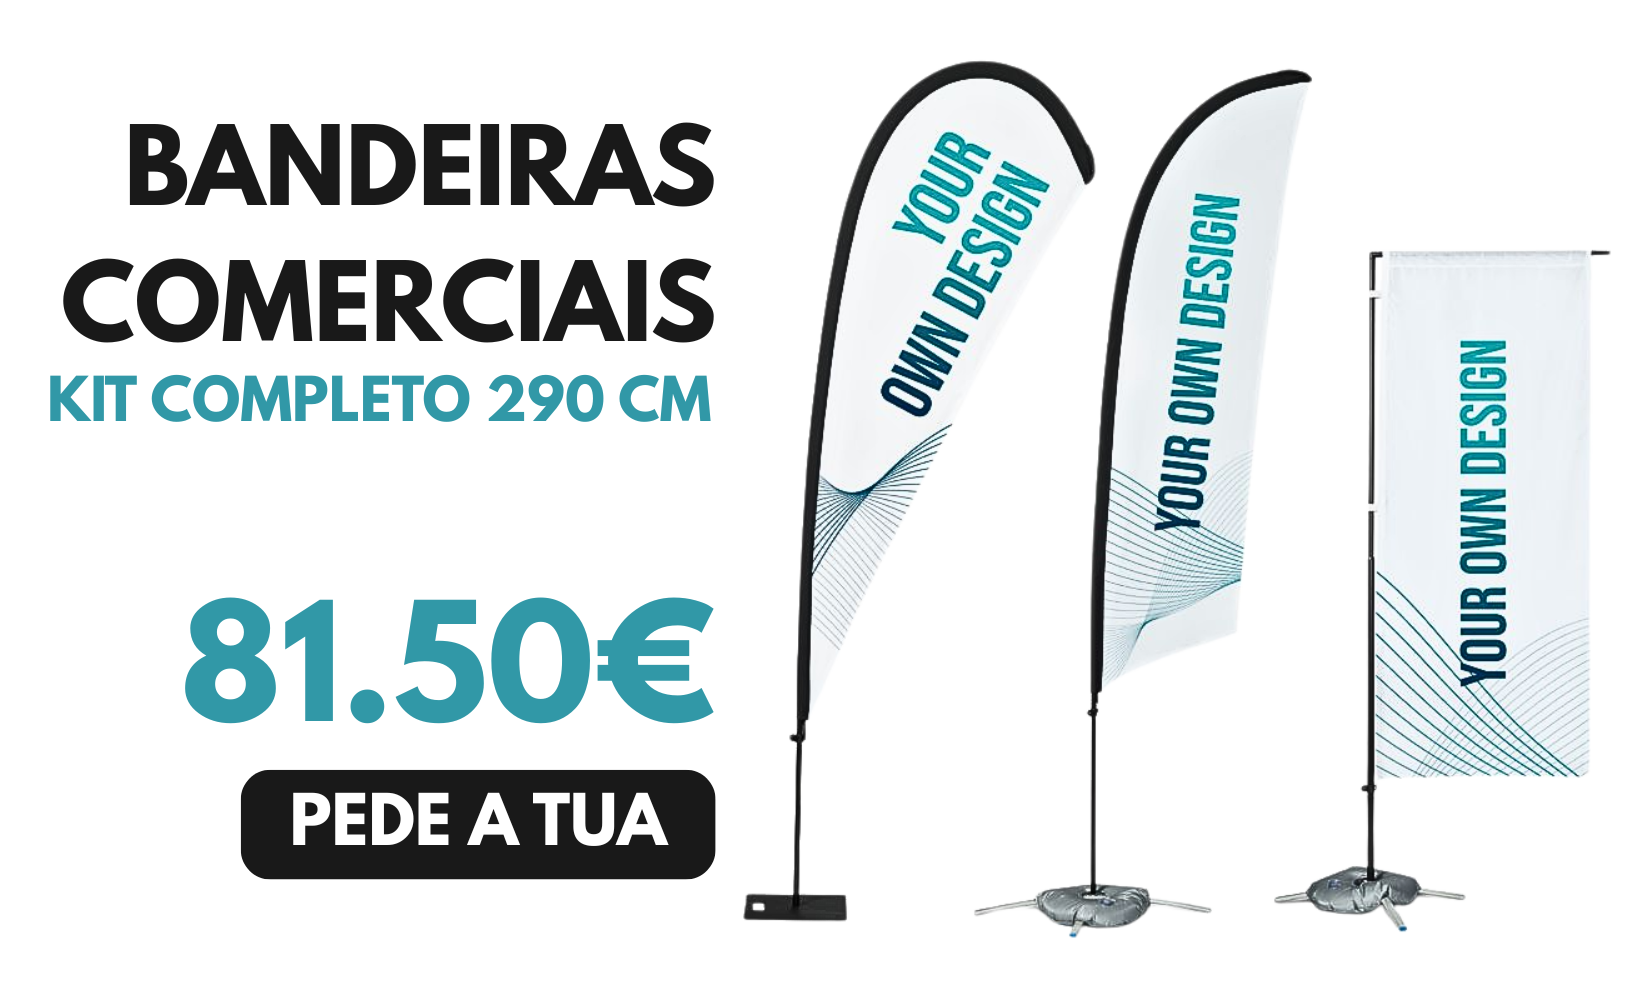 BANDEIRAS
COMERCIAIS
KIT COMPLETO 290 CM
81.50€
PEDE A TUA
YOUR
OWN DESIGN
YOUR OWN DESIGN
YOUR OWN DESIGN